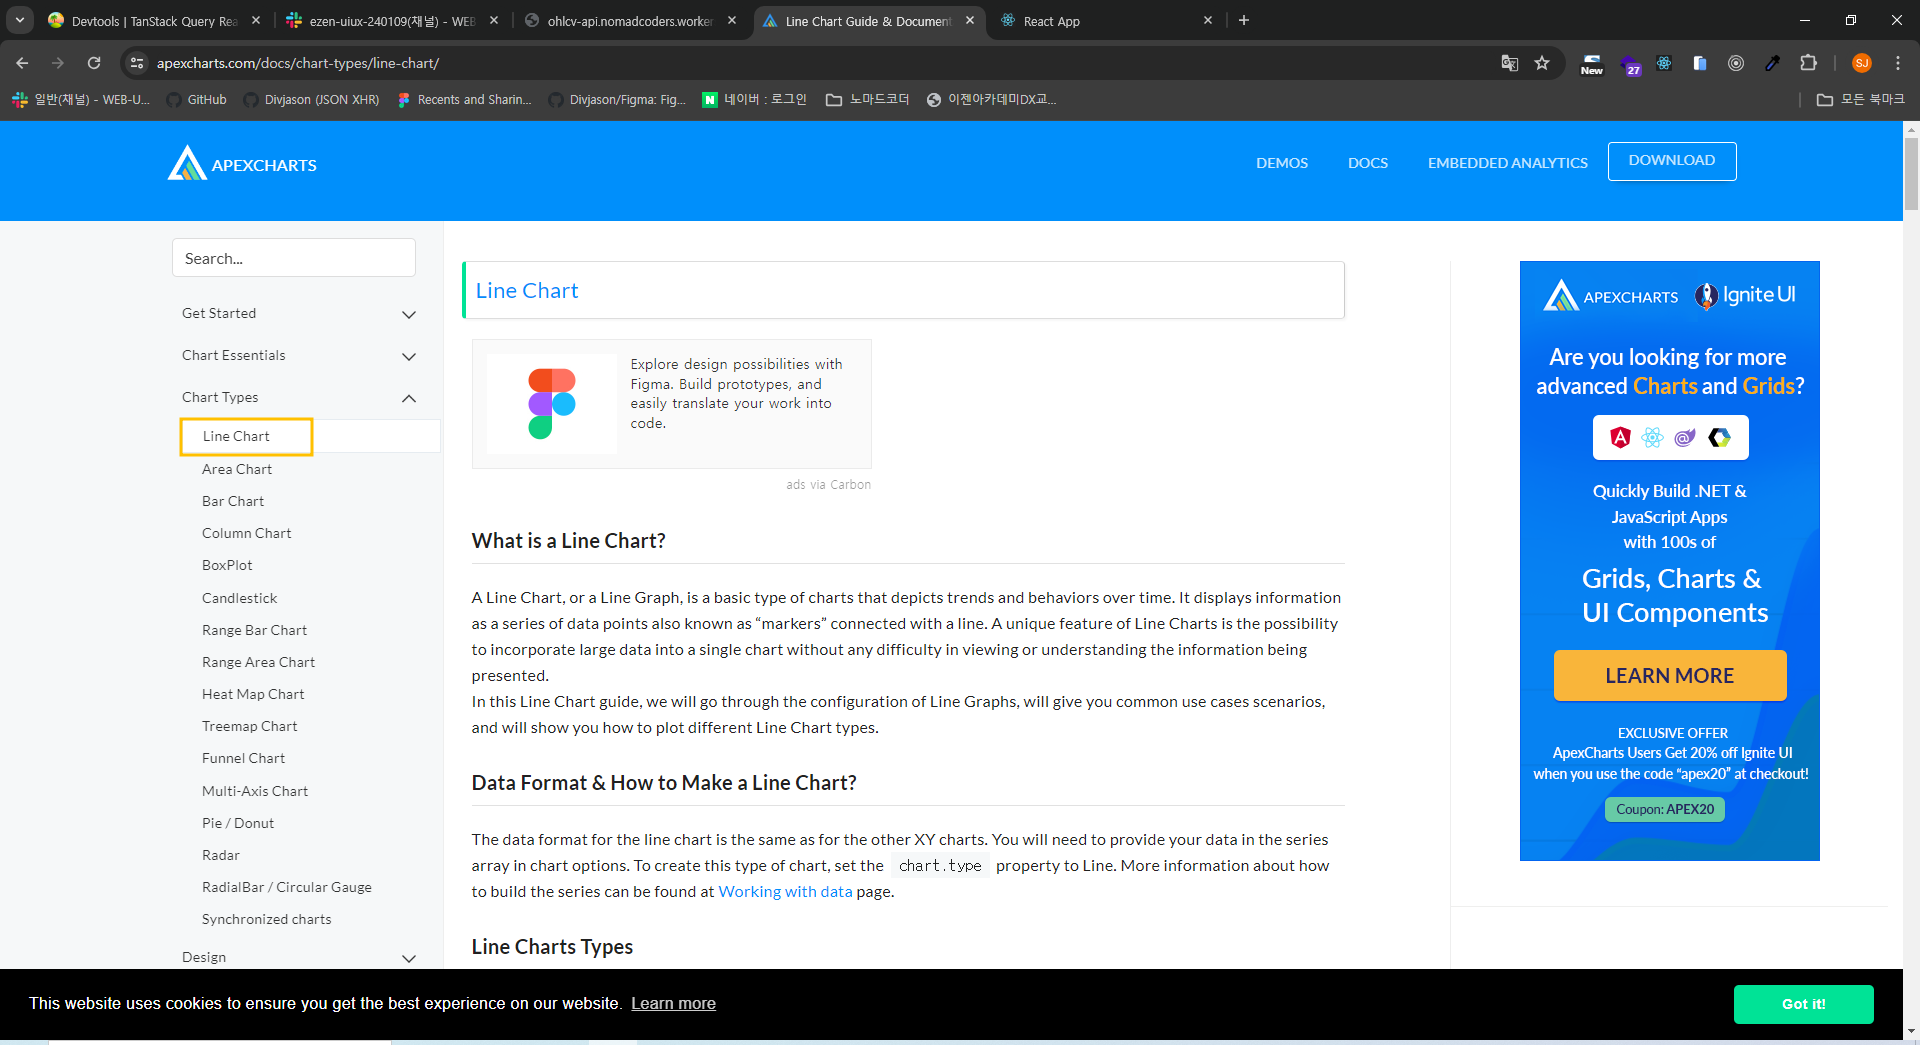 Devtools | TanStack Query Rea
ezen-uiux-240109(채널) - WEB
ohlcv-api.nomadcoders.worker
Line Chart Guide & Document
React App
apexcharts.com/docs/chart-types/line-chart/
New
27
SJ
일반(채널) - WEB-U...
GitHub
Divjason (JSON XHR)
Recents and Sharin...
Divjason/Figma: Fig...
N
네이버 : 로그인
노마드코더
이젠아카데미DX교...
모든 북마크
APEXCHARTS
DEMOS
DOCS
EMBEDDED ANALYTICS
DOWNLOAD
Search...
Get Started
Chart Essentials
Chart Types
Line Chart
Area Chart
Bar Chart
Column Chart
BoxPlot
Candlestick
Range Bar Chart
Range Area Chart
Heat Map Chart
Treemap Chart
Funnel Chart
Multi-Axis Chart
Pie / Donut
Radar
RadialBar / Circular Gauge
Synchronized charts
Design
Line Chart
Explore design possibilities with
Figma. Build prototypes, and
easily translate your work into
code.
ads via Carbon
What is a Line Chart?
A Line Chart, or a Line Graph, is a basic type of charts that depicts trends and behaviors over time. It displays information
as a series of data points also known as “markers” connected with a line. A unique feature of Line Charts is the possibility
to incorporate large data into a single chart without any difficulty in viewing or understanding the information being
presented.
In this Line Chart guide, we will go through the configuration of Line Graphs, will give you common use cases scenarios,
and will show you how to plot different Line Chart types.
Data Format & How to Make a Line Chart?
The data format for the line chart is the same as for the other XY charts. You will need to provide your data in the series
array in chart options. To create this type of chart, set the chart.type property to Line. More information about how
to build the series can be found at Working with data page.
Line Charts Types
APEXCHARTS
Ignite UI
Are you looking for more
advanced Charts and Grids?
Quickly Build .NET &
JavaScript Apps
with 100s of
Grids, Charts &
UI Components
LEARN MORE
EXCLUSIVE OFFER
ApexCharts Users Get 20% off Ignite UI
when you use the code “apex20” at checkout!
Coupon: APEX20
This website uses cookies to ensure you get the best experience on our website. Learn more
Got it!